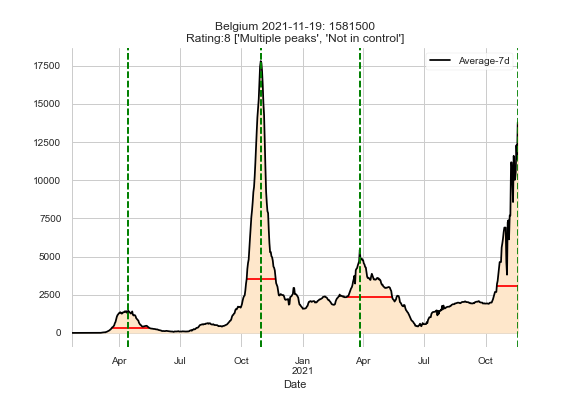 Belgium 2021-11-19: 1581500
Rating:8 ['Multiple peaks', 'Not in control']
Average-7d
17500
15000
12500
10000
7500
5000
2500
0
Apr Jul Oct Jan Apr Jul Oct
2021
Date